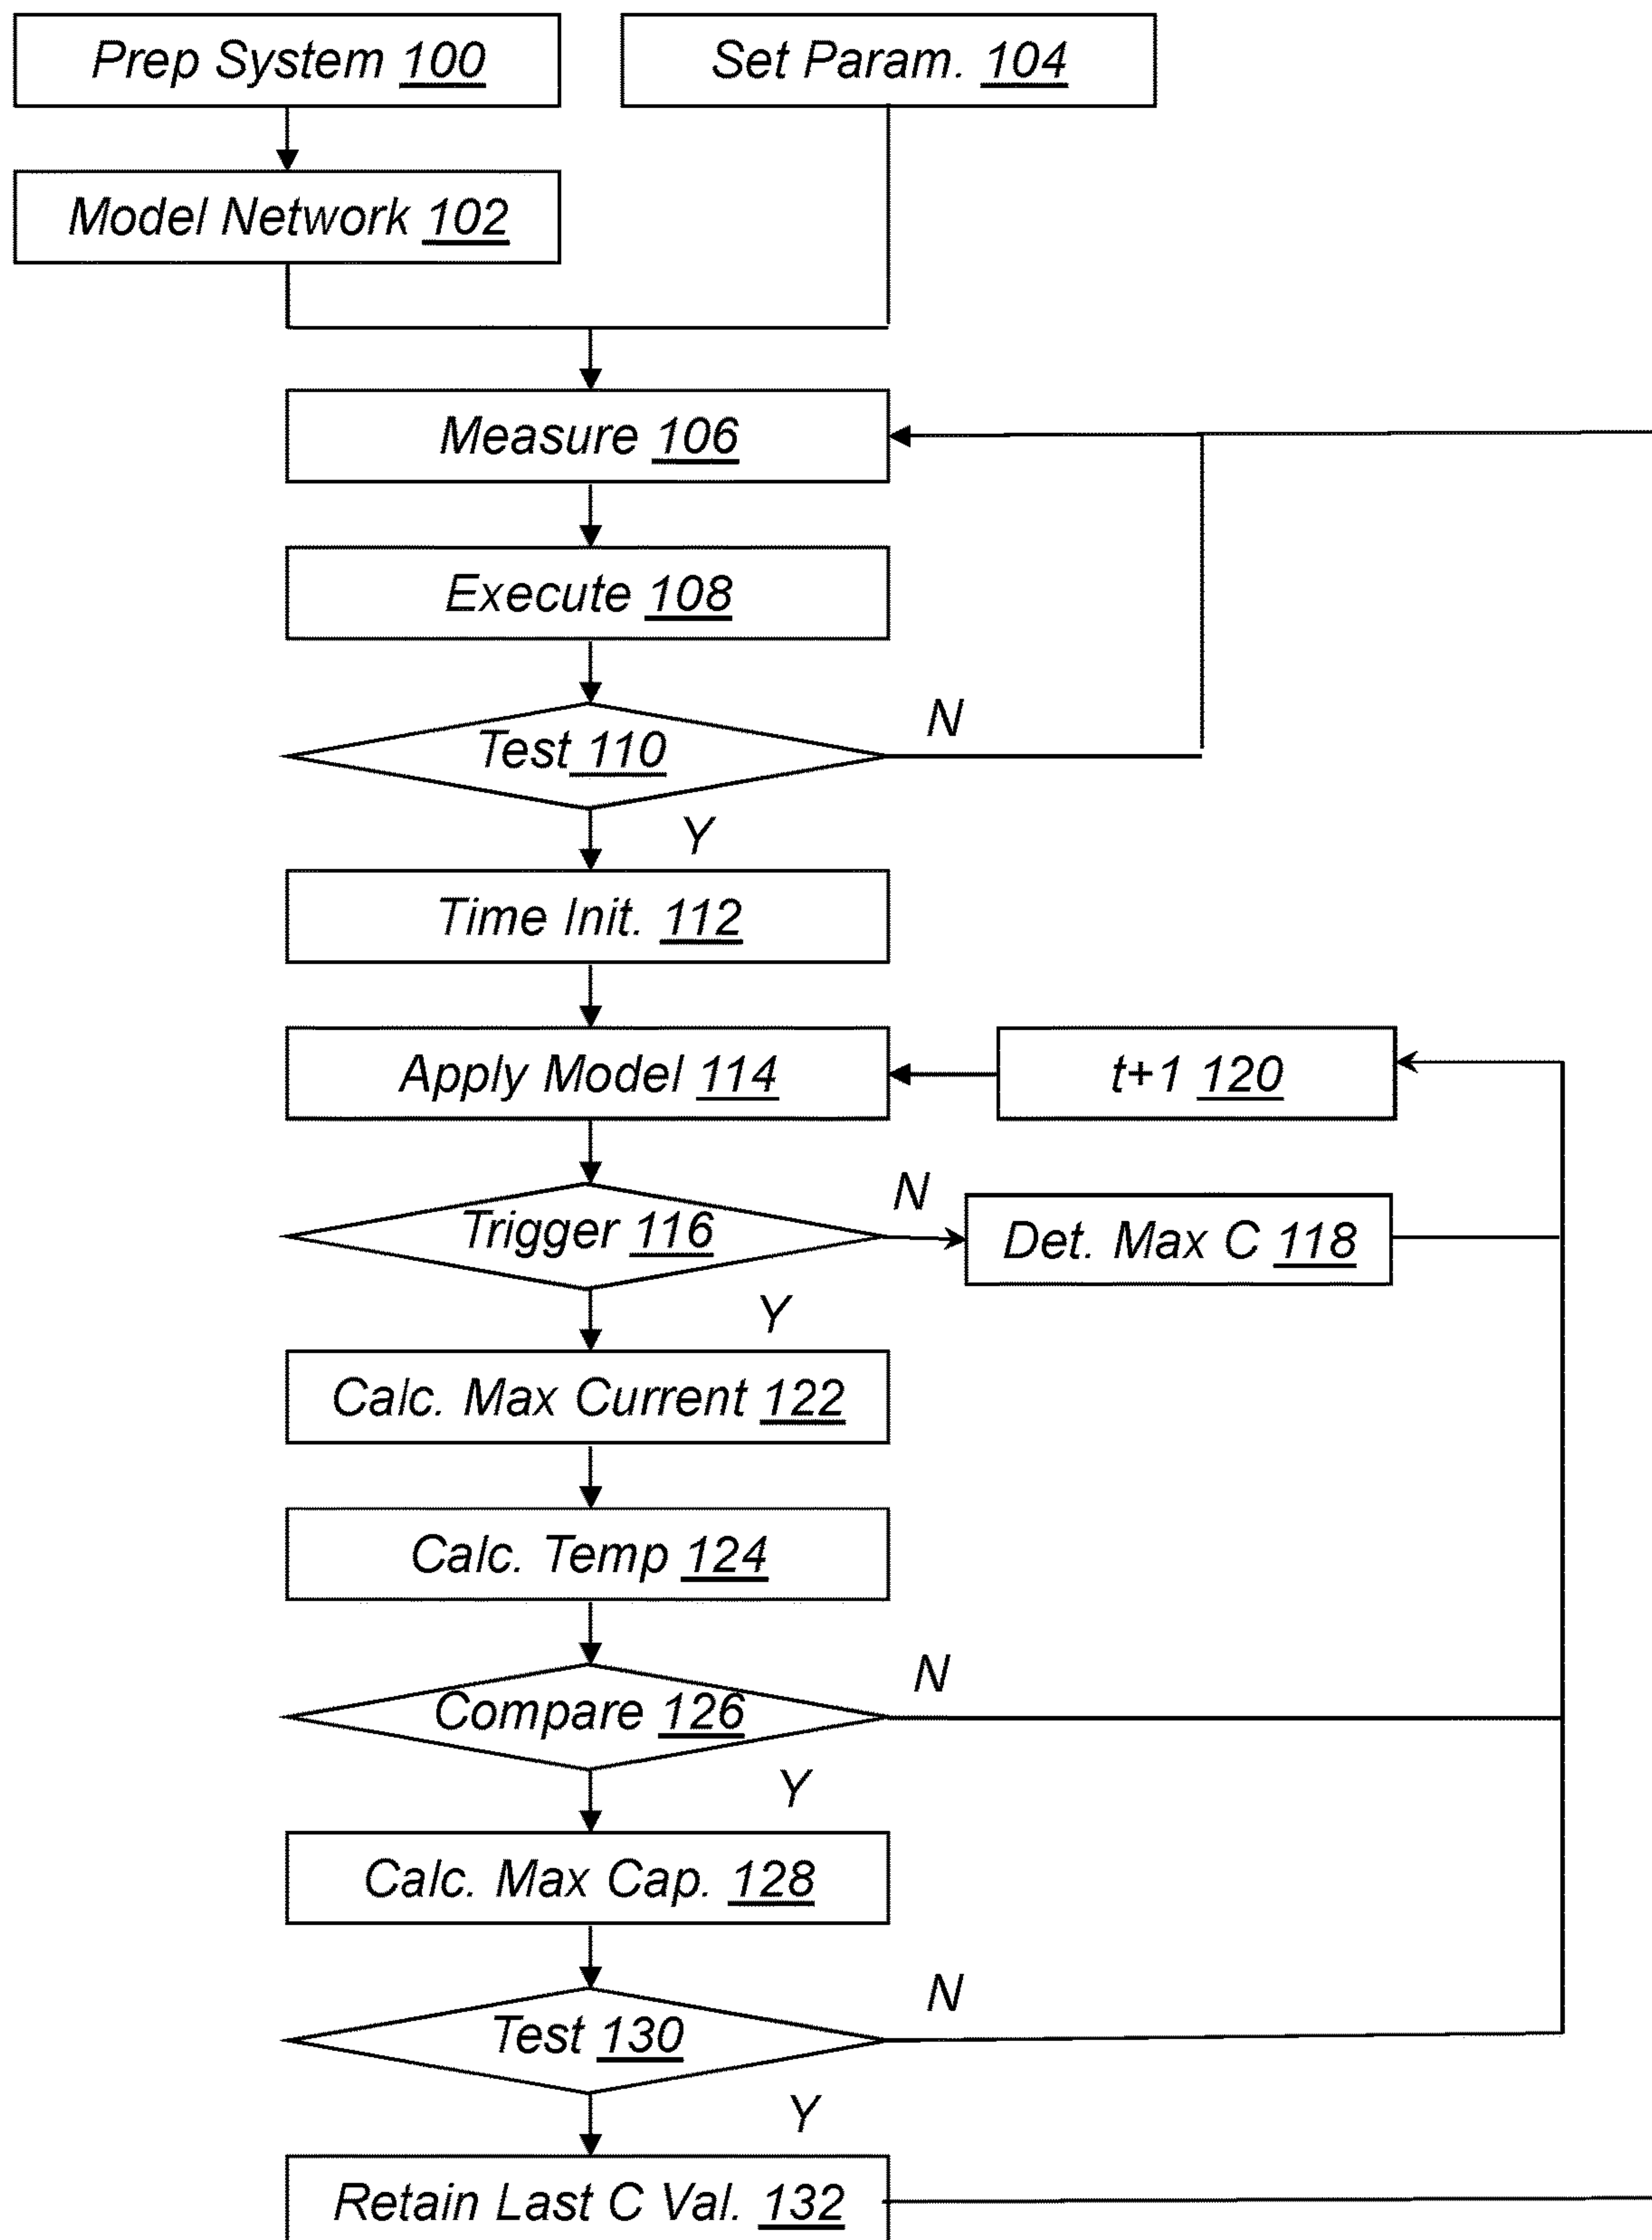 Prep System 100
Set Param. 104
Model Network 102
Measure 106
Execute 108
N
Test 110
Y
Time Init. 112
Apply Model 114
t+1 120
N
Trigger 116
Det. Max C 118
Y
Calc. Max Current 122
Calc. Temp 124
N
Compare 126
Y
Calc. Max Cap. 128
N
Test 130
Y
Retain Last C Val. 132